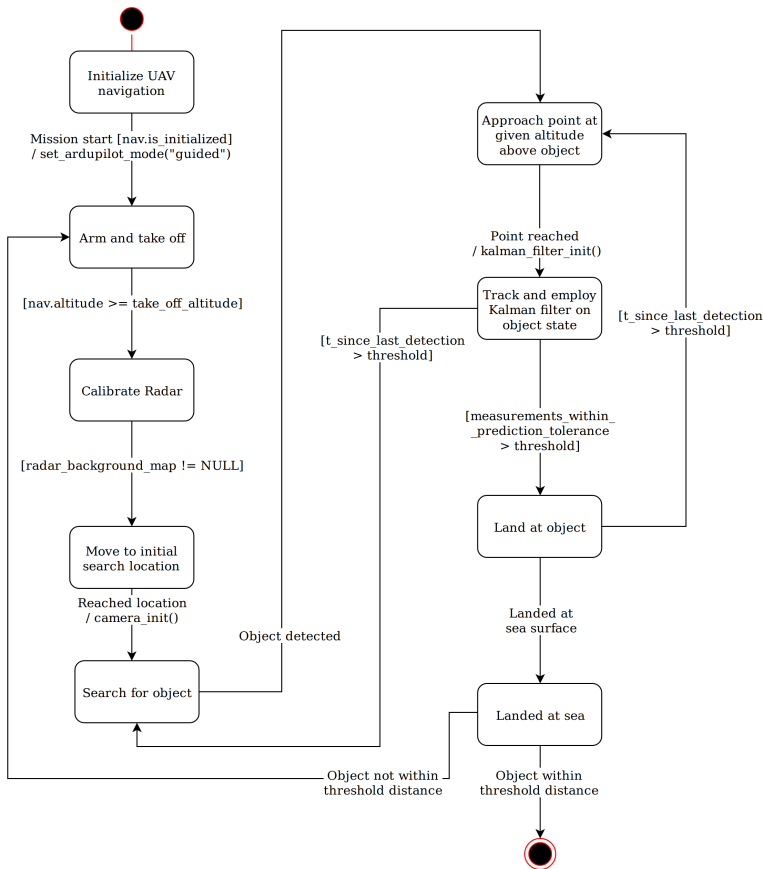 Initialize UAV
navigation
Mission start [nav.is_initialized]
/ set_ardupilot_mode("guided")
Arm and take off
[nav.altitude >= take_off_altitude]
Calibrate Radar
[radar_background_map != NULL]
Move to initial
search location
Reached location
/ camera_init()
Search for object
Object detected
Approach point at
given altitude
above object
Point reached
/ kalman_filter_init()
Track and employ
Kalman filter on
object state
[t_since_last_detection
> threshold]
[t_since_last_detection
> threshold]
[measurements_within_
_prediction_tolerance
> threshold]
Land at object
Landed at
sea surface
Landed at sea
Object not within
threshold distance
Object within
threshold distance